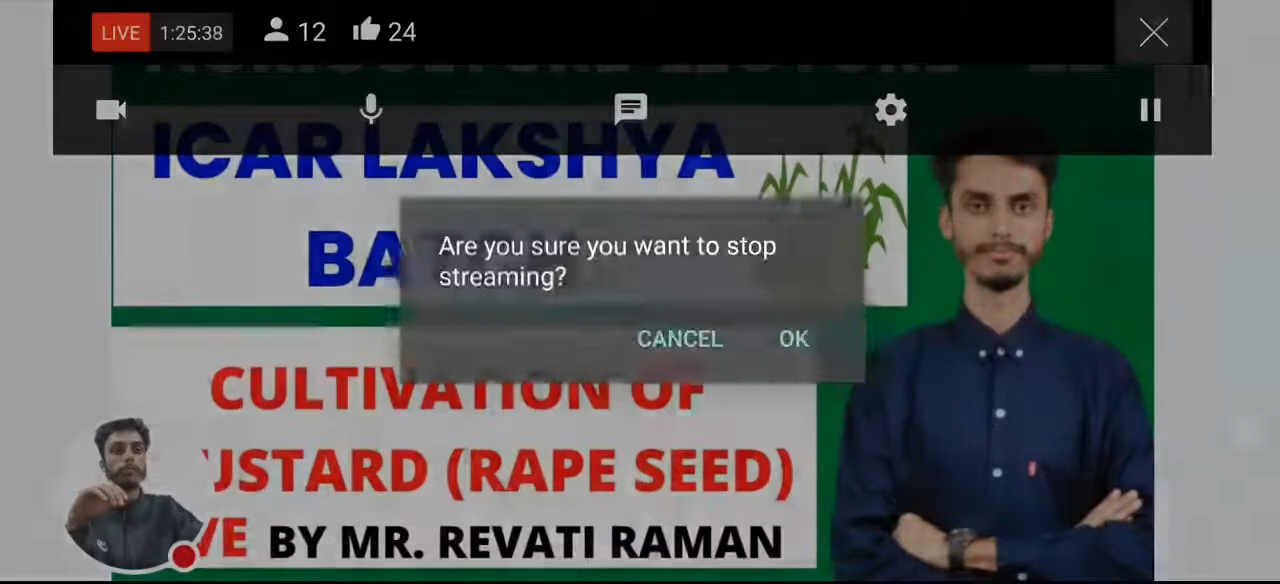 LIVE 1:25:38 12 24
ICAR LAKSHYA
Are you sure you want to stop
streaming?
CANCEL OK
CULTIVATION OF
USTARD (RAPE SEED)
VE BY MR. REVATI RAMAN